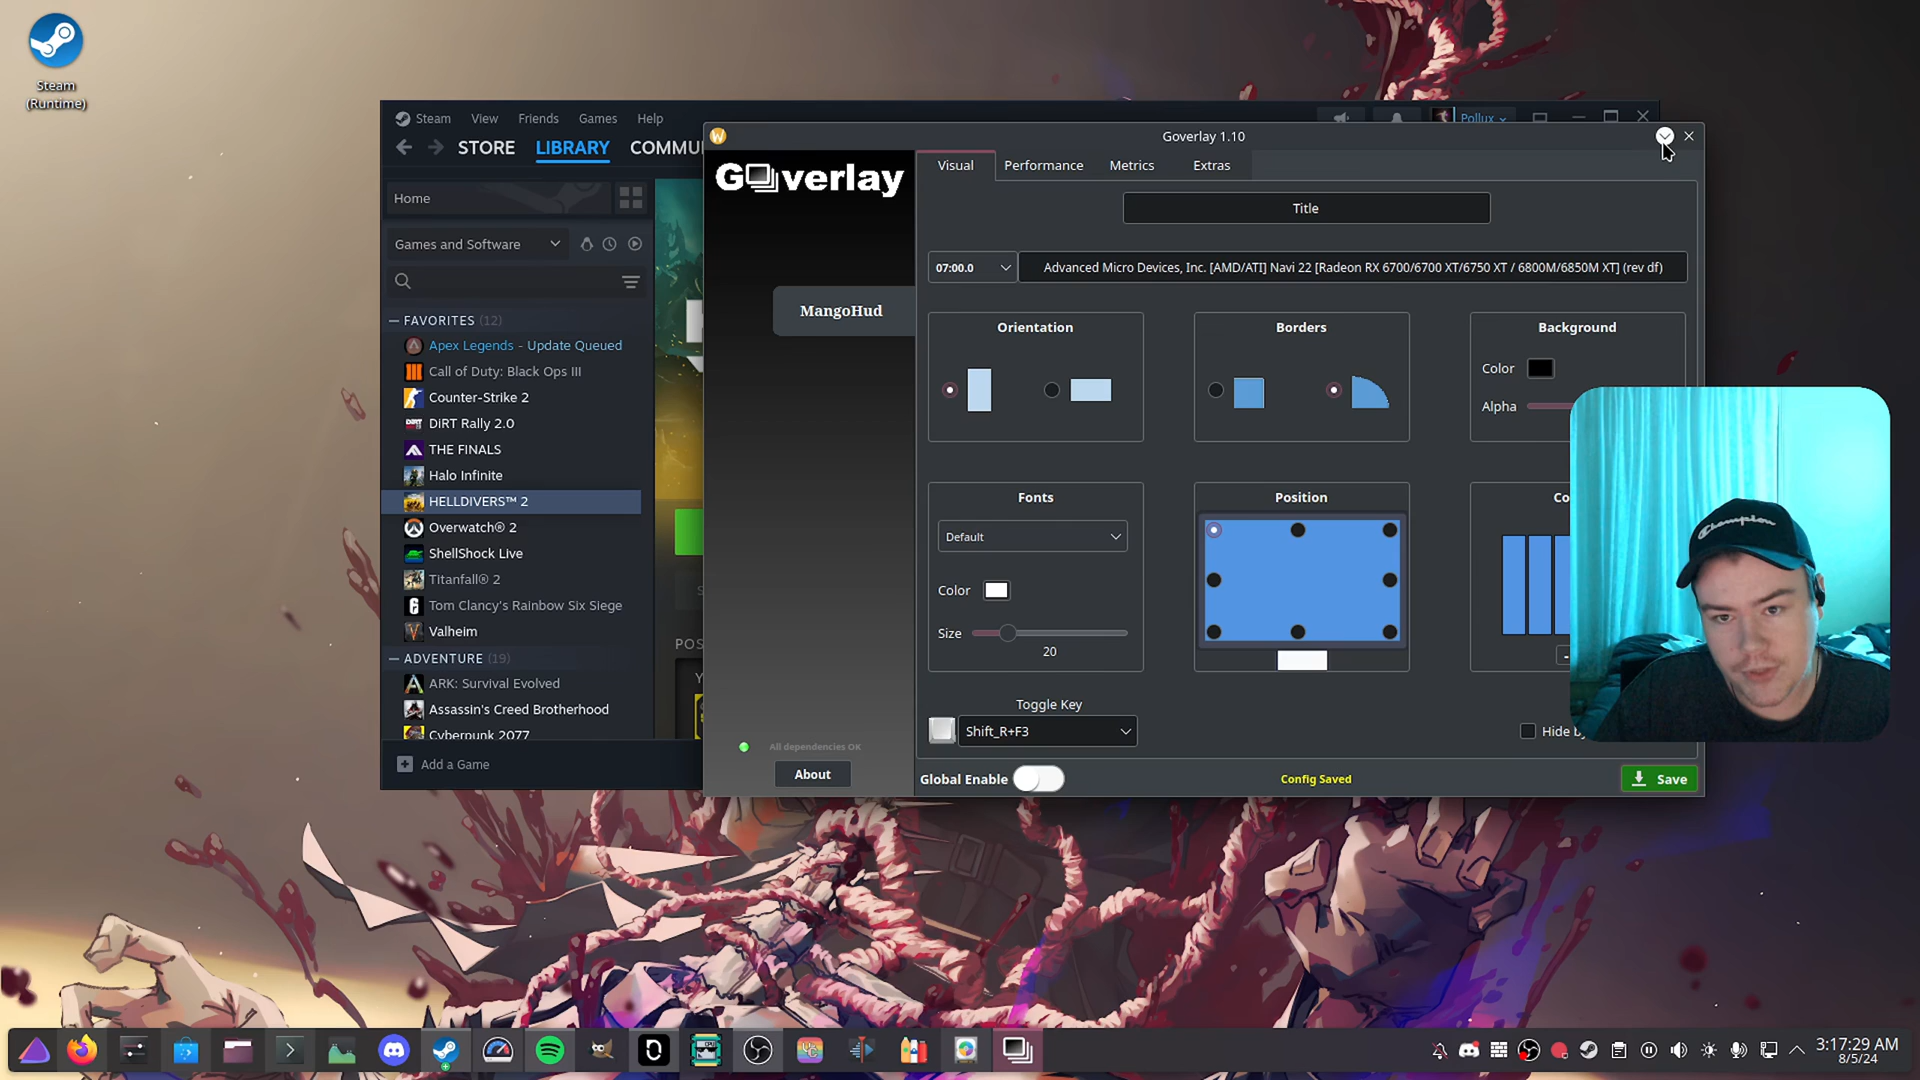 Steam
(Runtime)
Steam View Friends Games Help
Pollux
STORE LIBRARY COMMU
Home
Games and Software
FAVORITES (12)
Apex Legends - Update Queued
Call of Duty: Black Ops III
Counter-Strike 2
DiRT Rally 2.0
THE FINALS
Halo Infinite
HELLDIVERS™ 2
Overwatch® 2
ShellShock Live
Titanfall® 2
Tom Clancy's Rainbow Six Siege
Valheim
ADVENTURE (19)
ARK: Survival Evolved
Assassin's Creed Brotherhood
Cyberpunk 2077
Add a Game
Goverlay 1.10
Goverlay
MangoHud
All dependencies OK
About
Visual Performance Metrics Extras
Title
07:00.0
Advanced Micro Devices, Inc. [AMD/ATI] Navi 22 [Radeon RX 6700/6700 XT/6750 XT / 6800M/6850M XT] (rev df)
Orientation
Borders
Background
Color
Alpha
Fonts
Default
Color
Size
20
Position
Co
Toggle Key
Shift_R+F3
Hide by
Global Enable
Config Saved
Save
Champion
3:17:29 AM
8/5/24